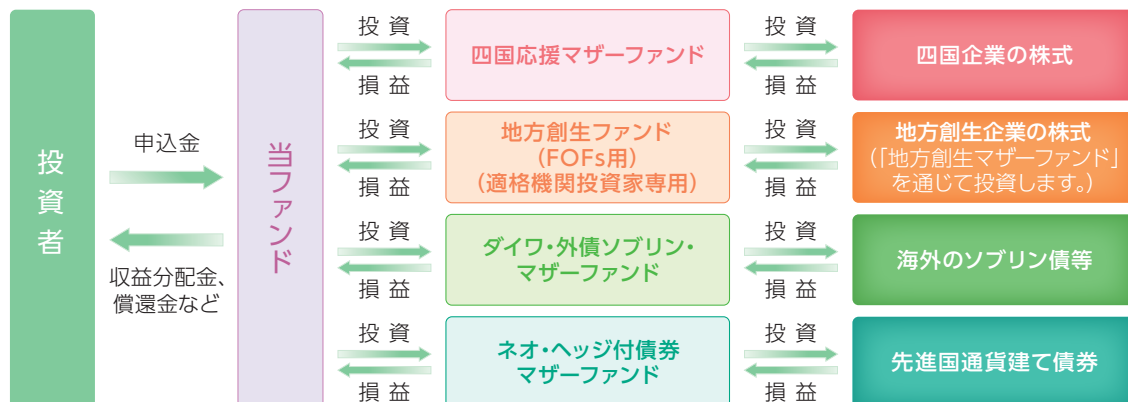 投資者
申込金
収益分配金、
償還金など
当ファンド
投 資
損 益
四国応援マザーファンド
投 資
損 益
四国企業の株式
投 資
損 益
地方創生ファンド
(FOFs用)
(適格機関投資家専用)
投 資
損 益
地方創生企業の株式
(「地方創生マザーファンド」
を通じて投資します。)
投 資
損 益
ダイワ・外債ソブリン・
マザーファンド
投 資
損 益
海外のソブリン債等
投 資
損 益
ネオ・ヘッジ付債券
マザーファンド
投 資
損 益
先進国通貨建て債券